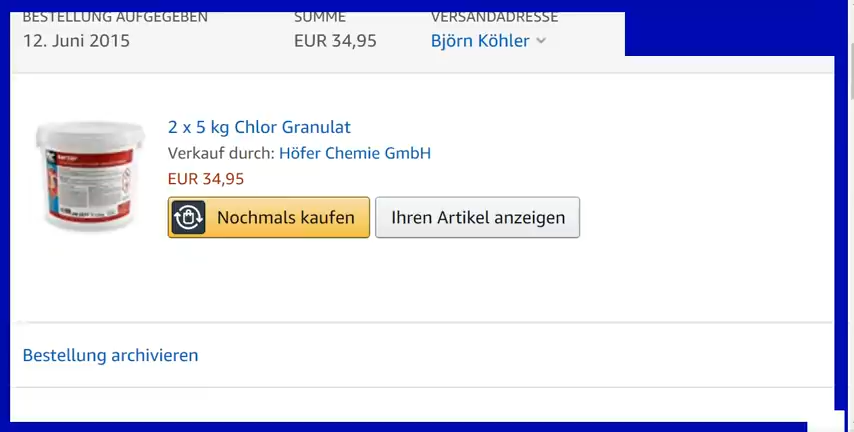 BESTELLUNG AUFGEGEBEN SUMME VERSANDADRESSE
12. Juni 2015 EUR 34,95 Björn Köhler
2 x 5 kg Chlor Granulat
Verkauf durch: Höfer Chemie GmbH
EUR 34,95
Nochmals kaufen Ihren Artikel anzeigen
Bestellung archivieren